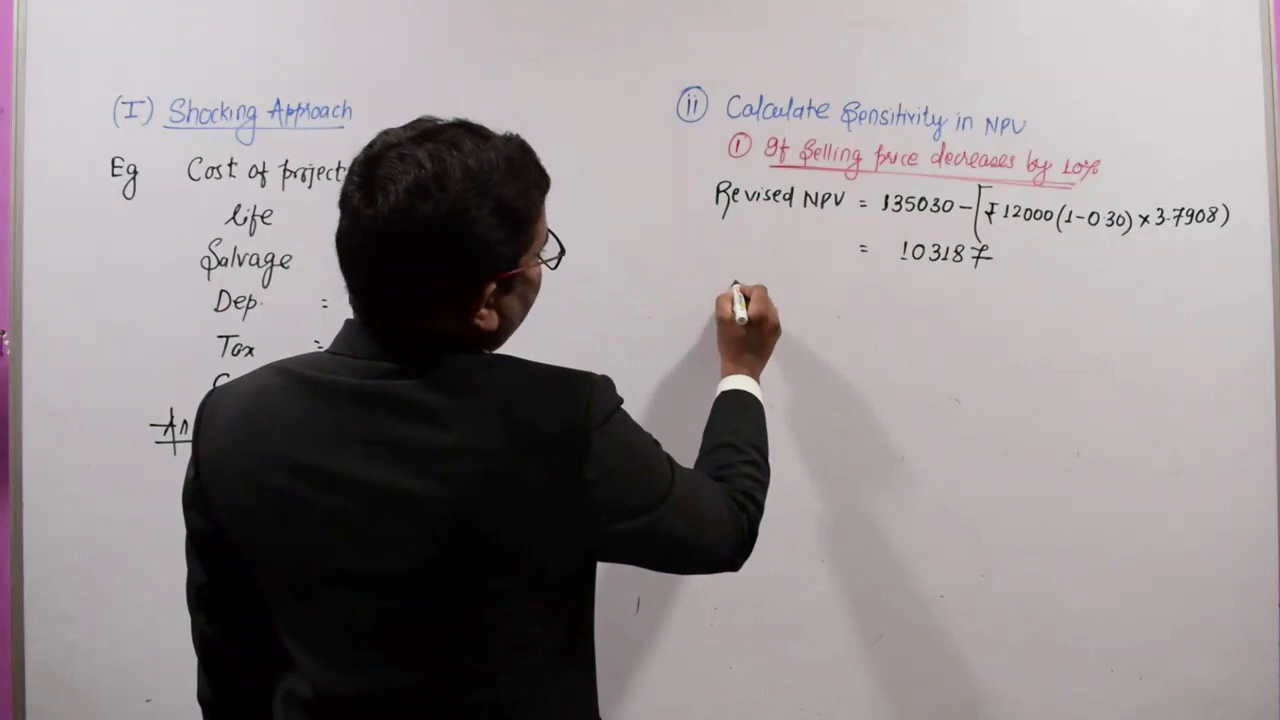 (I) Shocking Approach
Eg Cost of project
life
Salvage
Dep. =
Tax =
An
(ii) Calculate Sensitivity in NPV
(1) If Selling price decreases by 10%
Revised NPV = 135030 - [₹ 12000 (1-0.30) × 3.7908)
= 103187